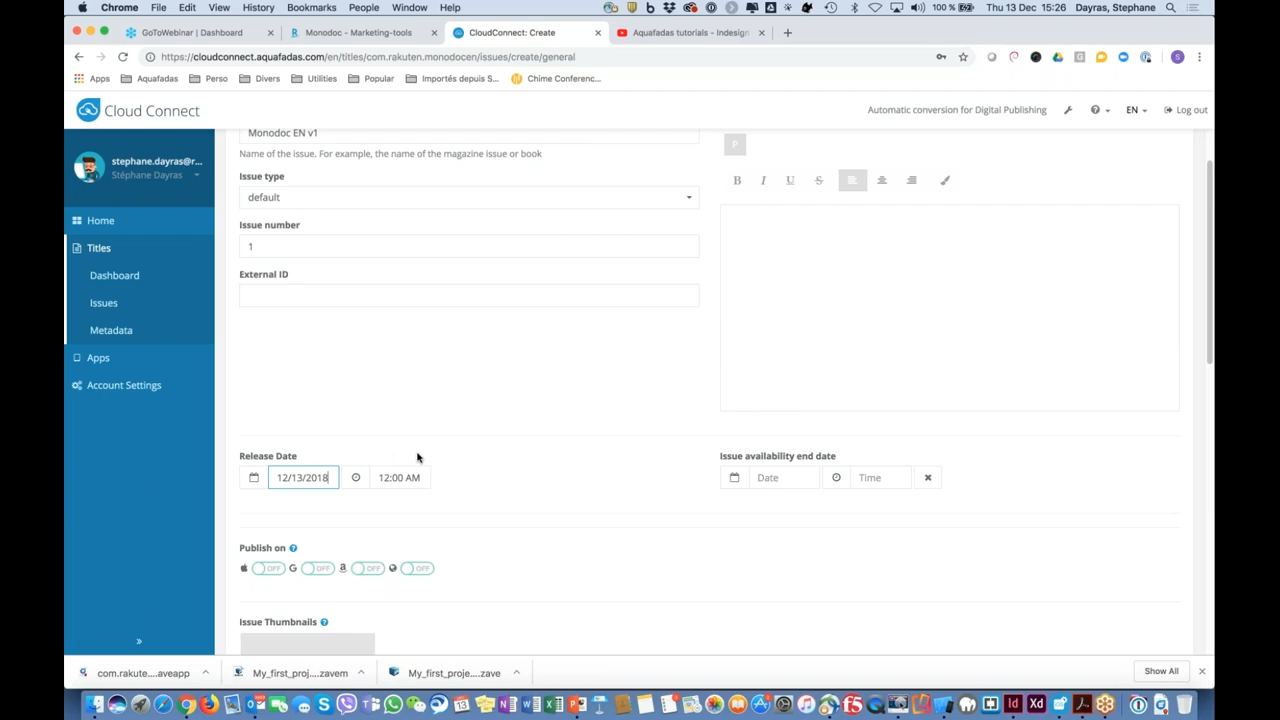 Chrome File Edit View History Bookmarks People Window Help 100 % Thu 13 Dec 15:26 Dayras, Stephane
GoToWebinar | Dashboard Monodoc - Marketing-tools CloudConnect: Create Aquafadas tutorials - Indesign
https://cloudconnect.aquafadas.com/en/titles/com.rakuten.monodocen/issues/create/general
Apps Aquafadas Perso Divers Utilities Popular Importés depuis S... Chime Conferenc...
Cloud Connect Automatic conversion for Digital Publishing EN Log out
stephane.dayras@r...
Stéphane Dayras
Home
Titles
Dashboard
Issues
Metadata
Apps
Account Settings
»
Monodoc EN v1
Name of the issue. For example, the name of the magazine issue or book
Issue type
default
Issue number
1
External ID
P
B I U S
Release Date
12/13/2018 12:00 AM
Issue availability end date
Date Time
Publish on
OFF G OFF a OFF OFF
Issue Thumbnails
com.rakute....aveapp My_first_proj....zavem My_first_proje....zave Show All